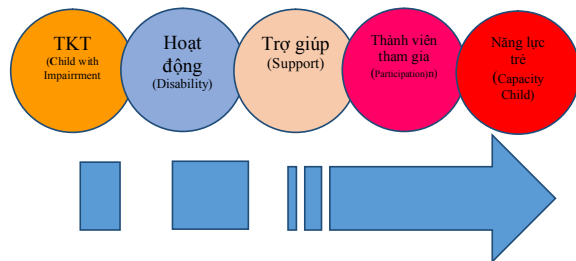 TKT
(Child with
Impairrment
Hoạt
động
(Disability)
Trợ giúp
(Support)
Thành viên
tham gia
(Participation)n)
Năng lực
trẻ
(Capacity
Child)